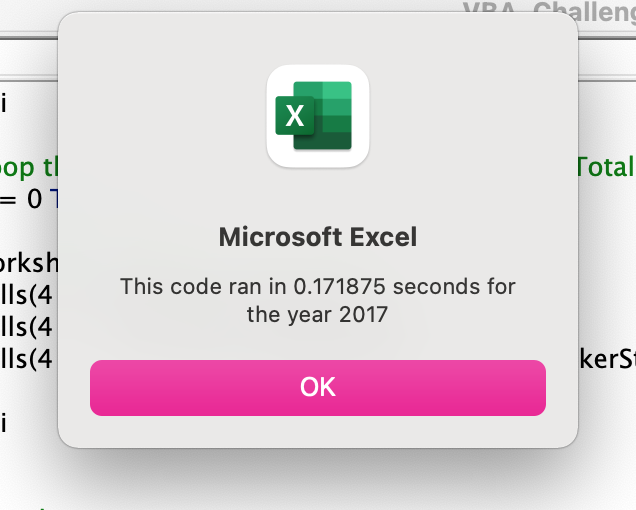 VBA_Challeng
i
oop t
Total
= 0 T
orksh
lls(4
lls(4
lls(4
kerSt
i
X
Microsoft Excel
This code ran in 0.171875 seconds for
the year 2017
OK